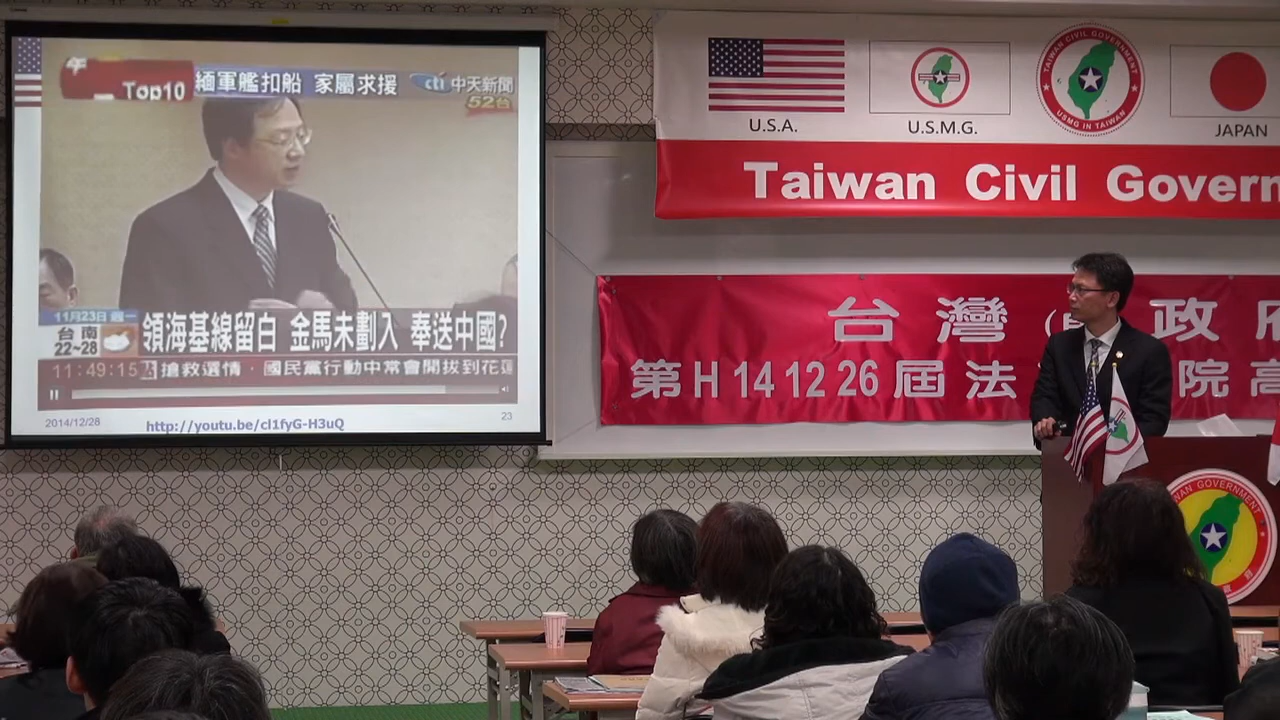 Top10
緬軍艦扣船 家屬求援
cti 中天新聞
52台
11月23日 週一
台南
22~28
領海基線留白 金馬未劃入 奉送中國?
11:49:15
搶救選情‧國民黨行動中常會開拔到花蓮
2014/12/28
http://youtu.be/cl1fyG-H3uQ
23
U.S.A.
U.S.M.G.
TAIWAN CIVIL GOVERNMENT
USMG IN TAIWAN
JAPAN
Taiwan Civil Govern
台灣
政府
第H 14 12 26 屆法
院高
TAIWAN GOVERNMENT